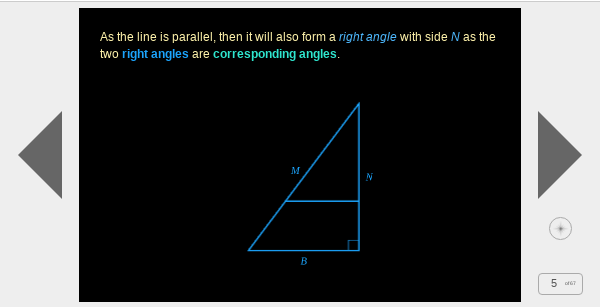 As the line is parallel, then it will also form a right angle with side N as the
two right angles are corresponding angles.
M
N
B
5 of 67